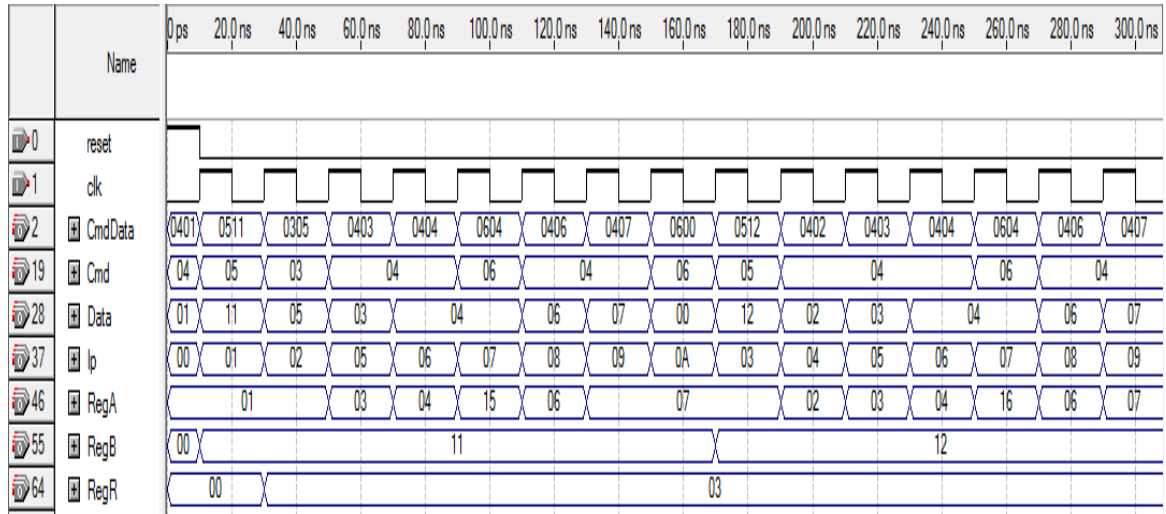 Name
0 ps 20.0 ns 40.0 ns 60.0 ns 80.0 ns 100.0 ns 120.0 ns 140.0 ns 160.0 ns 180.0 ns 200.0 ns 220.0 ns 240.0 ns 260.0 ns 280.0 ns 300.0 ns
0 reset
1 clk
2 CmdData 0401 0511 0305 0403 0404 0604 0406 0407 0600 0512 0402 0403 0404 0604 0406 0407
19 Cmd 04 05 03 04 06 04 06 05 04 06 04
28 Data 01 11 05 03 04 06 07 00 12 02 03 04 06 07
37 Ip 00 01 02 05 06 07 08 09 0A 03 04 05 06 07 08 09
46 RegA 01 03 04 15 06 07 02 03 04 16 06 07
55 RegB 00 11 12
64 RegR 00 03